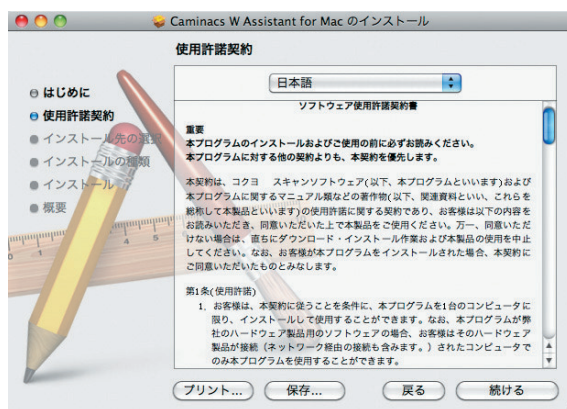 Caminacs W Assistant for Mac のインストール
使用許諾契約
はじめに
使用許諾契約
インストール先の選択
インストールの種類
インストール
概要
日本語
ソフトウェア使用許諾契約書
重要
本プログラムのインストールおよびご使用の前に必ずお読みください。
本プログラムに対する他の契約よりも、本契約を優先します。
本契約は、コクヨ　スキャンソフトウェア(以下、本プログラムといいます)および
本プログラムに関するマニュアル類などの著作物(以下、関連資料といい、これらを
総称して本製品といいます)の使用許諾に関する契約であり、お客様は以下の内容を
お読みいただき、同意いただいた上で本製品をご使用ください。万一、同意いただ
けない場合は、直ちにダウンロード・インストール作業および本製品の使用を中止
してください。なお、お客様が本プログラムをインストールされた場合、本契約に
ご同意いただいたものとみなします。
第1条(使用許諾)
1. お客様は、本契約に従うことを条件に、本プログラムを1台のコンピュータに
限り、インストールして使用することができます。なお、本プログラムが弊
社のハードウェア製品用のソフトウェアの場合、お客様はそのハードウェア
製品が接続（ネットワーク経由の接続も含みます。）されたコンピュータで
のみ本プログラムを使用することができます。
プリント...
保存...
戻る
続ける
0 1 4 5